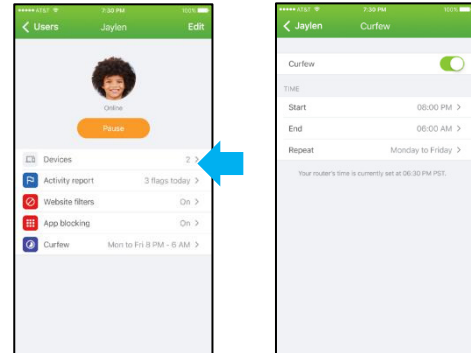 AT&T 7:30 PM 100%
Users Jaylen Edit
Online
Pause
Devices 2
Activity report 3 flags today
Website filters On
App blocking On
Curfew Mon to Fri 8 PM - 6 AM
AT&T 7:30 PM 100%
Jaylen Curfew
Curfew
TIME
Start 08:00 PM
End 06:00 AM
Repeat Monday to Friday
Your router's time is currently set at 06:30 PM PST.